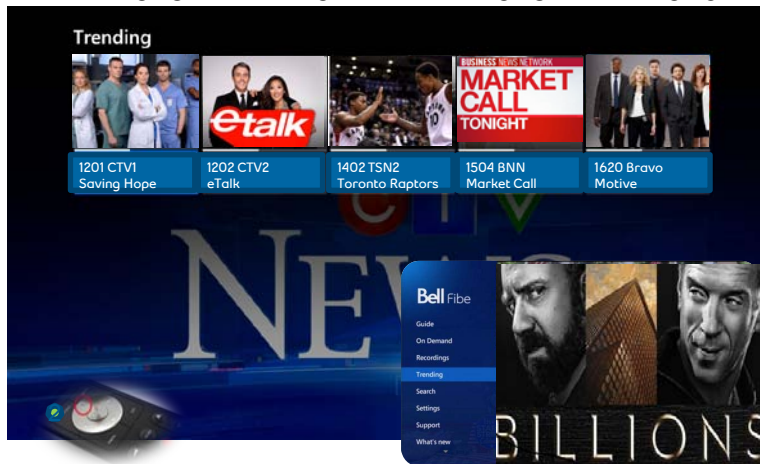 Trending
BUSINESS NEWS NETWORK
MARKET
CALL
TONIGHT
etalk
1201 CTV1
Saving Hope
1202 CTV2
eTalk
1402 TSN2
Toronto Raptors
1504 BNN
Market Call
1620 Bravo
Motive
CTV
NEWS
Bell Fibe
Guide
On Demand
Recordings
Trending
Search
Settings
Support
What's new
BILLIONS